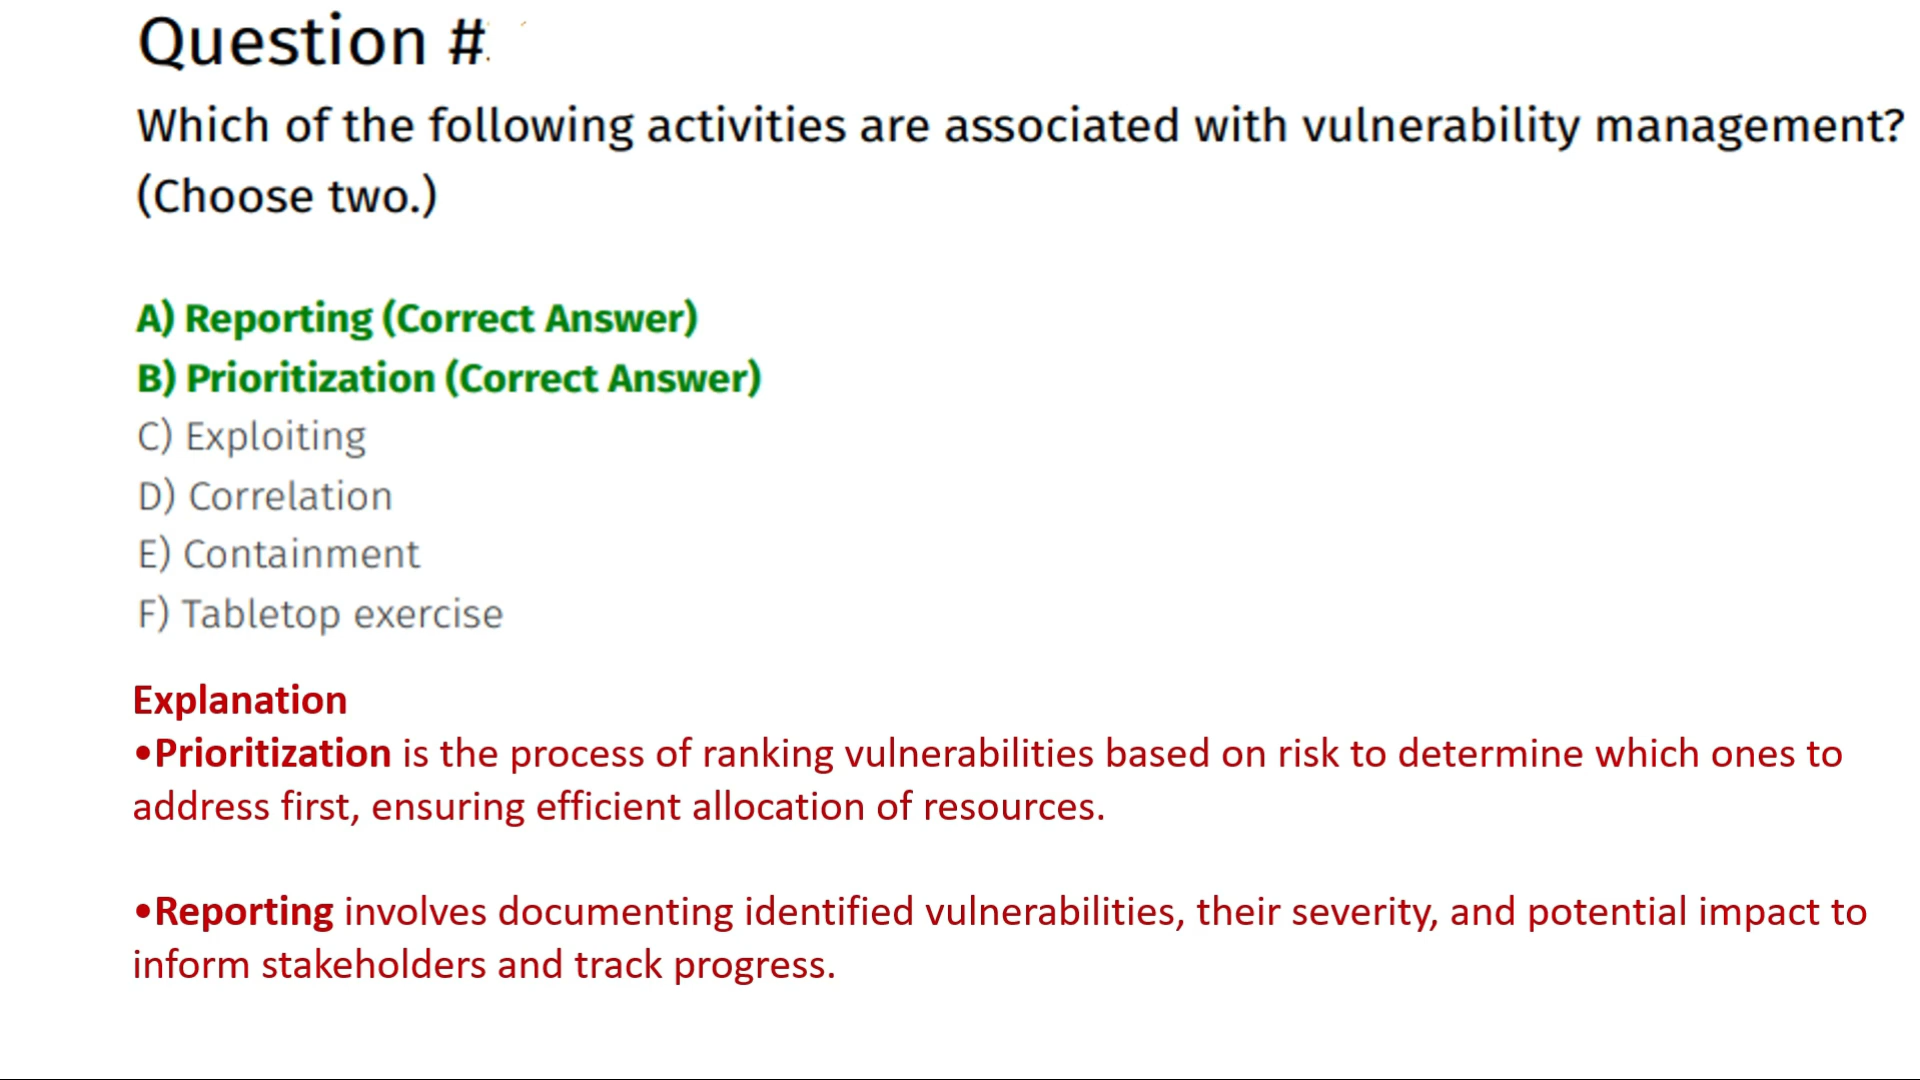 Question #
Which of the following activities are associated with vulnerability management?
(Choose two.)
A) Reporting (Correct Answer)
B) Prioritization (Correct Answer)
C) Exploiting
D) Correlation
E) Containment
F) Tabletop exercise
Explanation
•Prioritization is the process of ranking vulnerabilities based on risk to determine which ones to
address first, ensuring efficient allocation of resources.
•Reporting involves documenting identified vulnerabilities, their severity, and potential impact to
inform stakeholders and track progress.